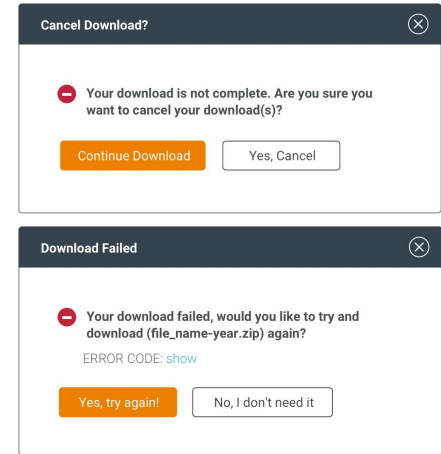 Cancel Download?
Your download is not complete. Are you sure you
want to cancel your download(s)?
Continue Download
Yes, Cancel
Download Failed
Your download failed, would you like to try and
download (file_name-year.zip) again?
ERROR CODE: show
Yes, try again!
No, I don't need it